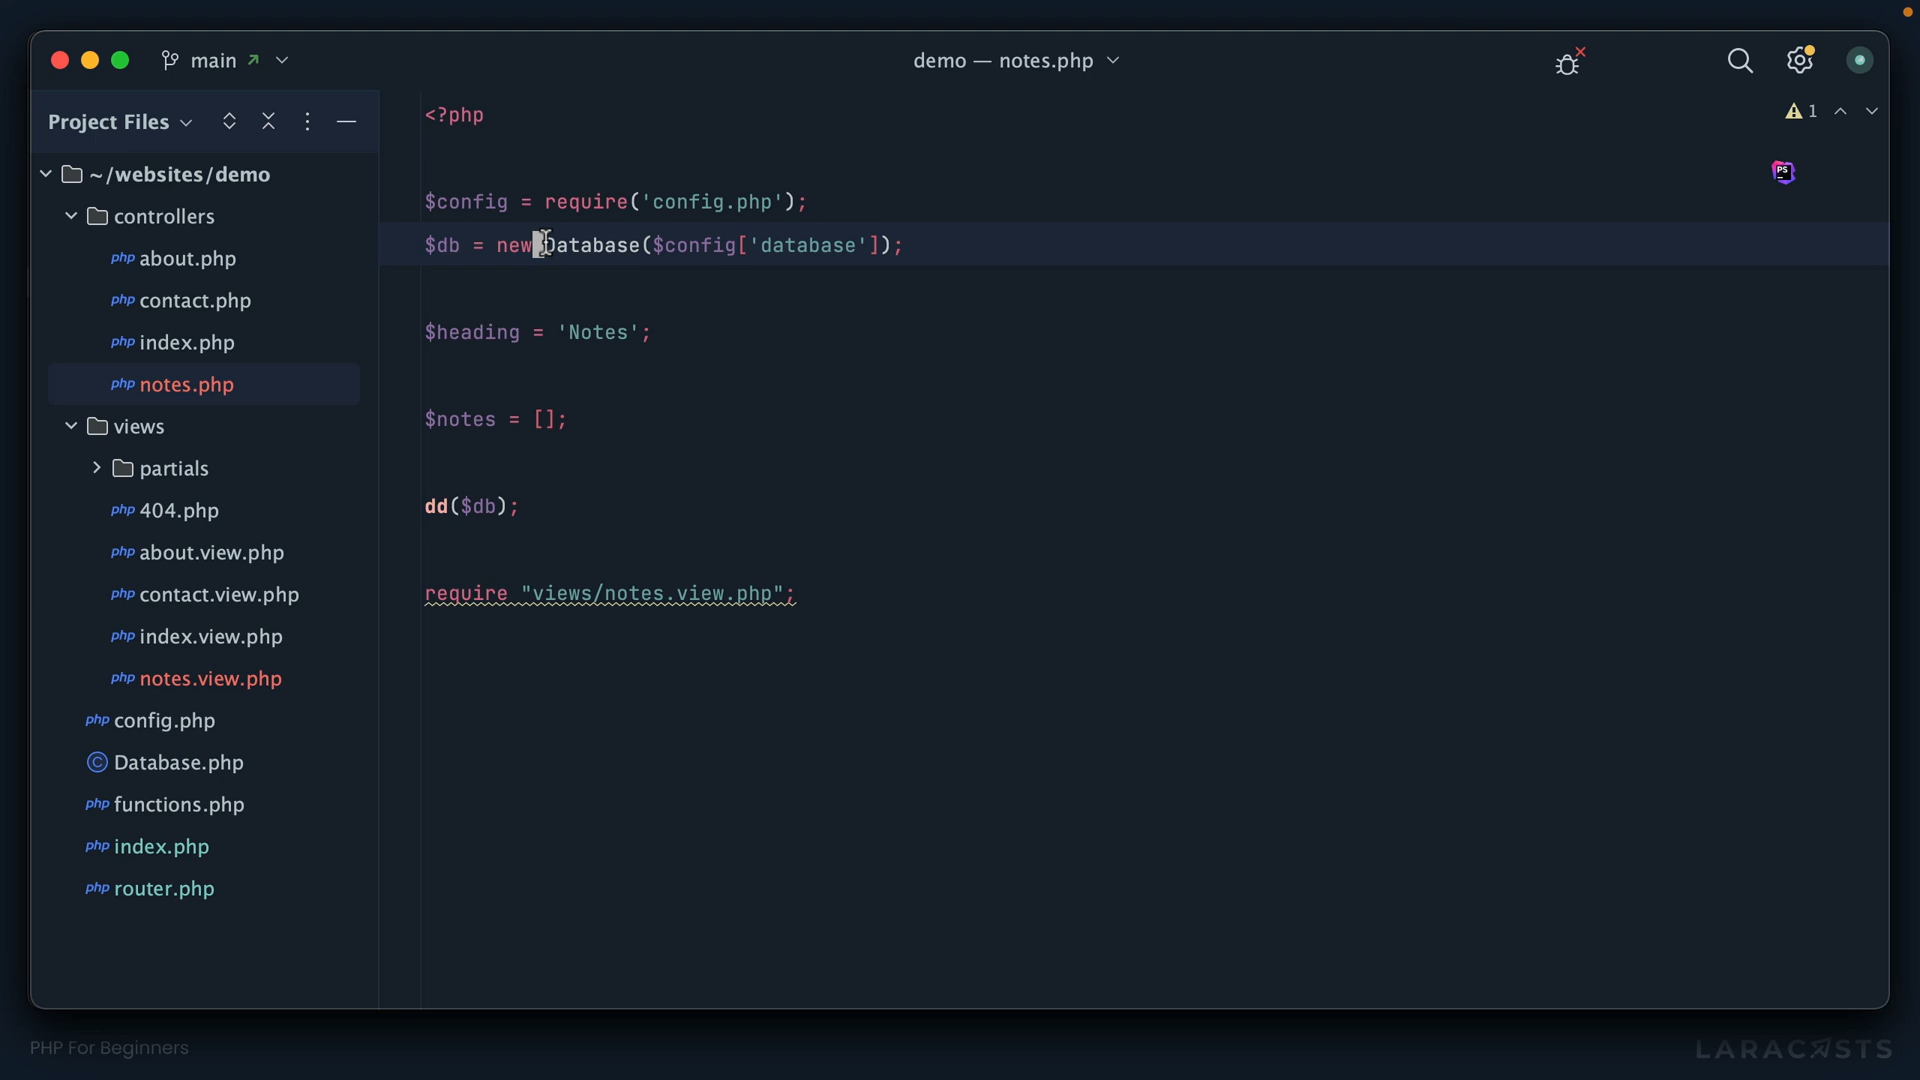 main
demo — notes.php
Project Files
~/websites/demo
controllers
php about.php
php contact.php
php index.php
php notes.php
views
partials
php 404.php
php about.view.php
php contact.view.php
php index.view.php
php notes.view.php
php config.php
C Database.php
php functions.php
php index.php
php router.php
<?php
1
PS
$config = require('config.php');
$db = new Database($config['database']);
$heading = 'Notes';
$notes = [];
dd($db);
require "views/notes.view.php";
PHP For Beginners
LARACASTS